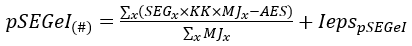 pSEGeI(#) = ∑x(SEGx×KK×MJx−AES) / ∑x MJx + IepspSEGeI